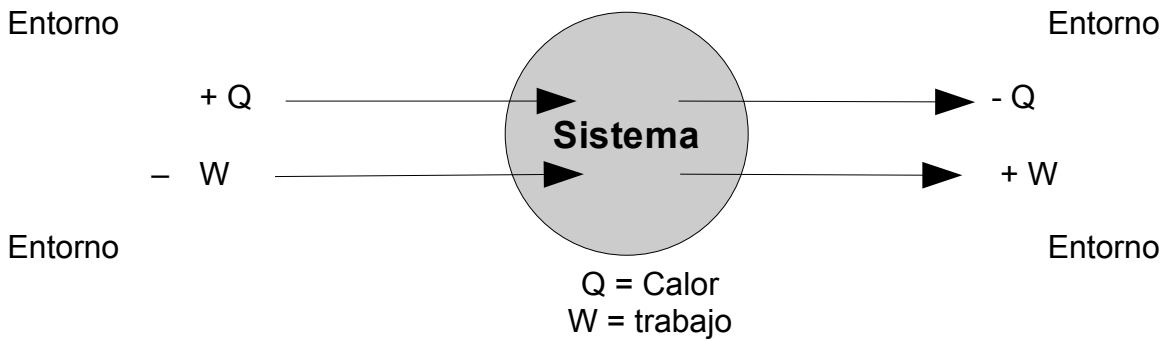 Entorno Entorno
+ Q - Q
Sistema
– W + W
Entorno Entorno
Q = Calor
W = trabajo